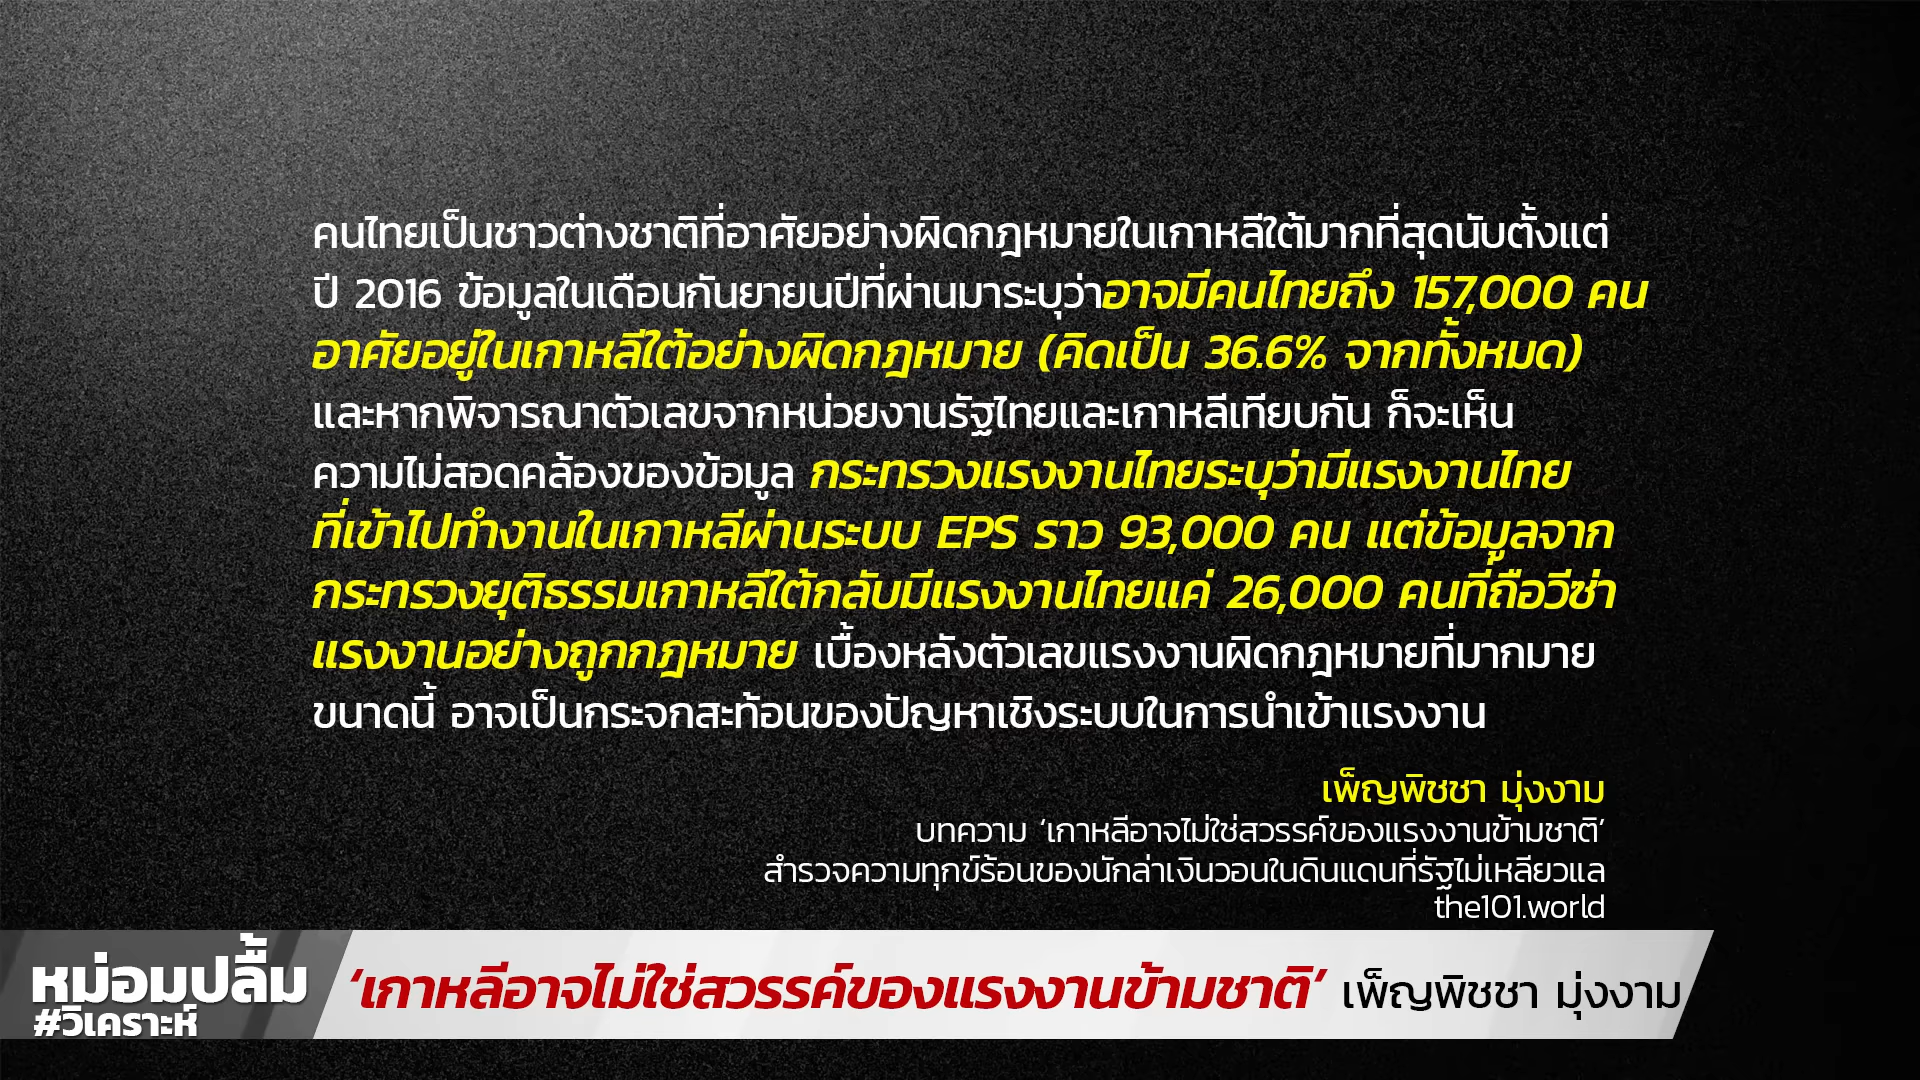 คนไทยเป็นชาวต่างชาติที่อาศัยอย่างผิดกฎหมายในเกาหลีใต้มากที่สุดนับตั้งแต่
ปี 2016 ข้อมูลในเดือนกันยายนปีที่ผ่านมาระบุว่าอาจมีคนไทยถึง 157,000 คน
อาศัยอยู่ในเกาหลีใต้อย่างผิดกฎหมาย (คิดเป็น 36.6% จากทั้งหมด)
และหากพิจารณาตัวเลขจากหน่วยงานรัฐไทยและเกาหลีเทียบกัน ก็จะเห็น
ความไม่สอดคล้องของข้อมูล กระทรวงแรงงานไทยระบุว่ามีแรงงานไทย
ที่เข้าไปทำงานในเกาหลีผ่านระบบ EPS ราว 93,000 คน แต่ข้อมูลจาก
กระทรวงยุติธรรมเกาหลีใต้กลับมีแรงงานไทยแค่ 26,000 คนที่ถือวีซ่า
แรงงานอย่างถูกกฎหมาย เบื้องหลังตัวเลขแรงงานผิดกฎหมายที่มากมาย
ขนาดนี้ อาจเป็นกระจกสะท้อนของปัญหาเชิงระบบในการนำเข้าแรงงาน
เพ็ญพิชชา มุ่งงาม
บทความ ‘เกาหลีอาจไม่ใช่สวรรค์ของแรงงานข้ามชาติ’
สำรวจความทุกข์ร้อนของนักล่าเงินวอนในดินแดนที่รัฐไม่เหลียวแล
the101.world
หม่อมปลื้ม
#วิเคราะห์
‘เกาหลีอาจไม่ใช่สวรรค์ของแรงงานข้ามชาติ’ เพ็ญพิชชา มุ่งงาม